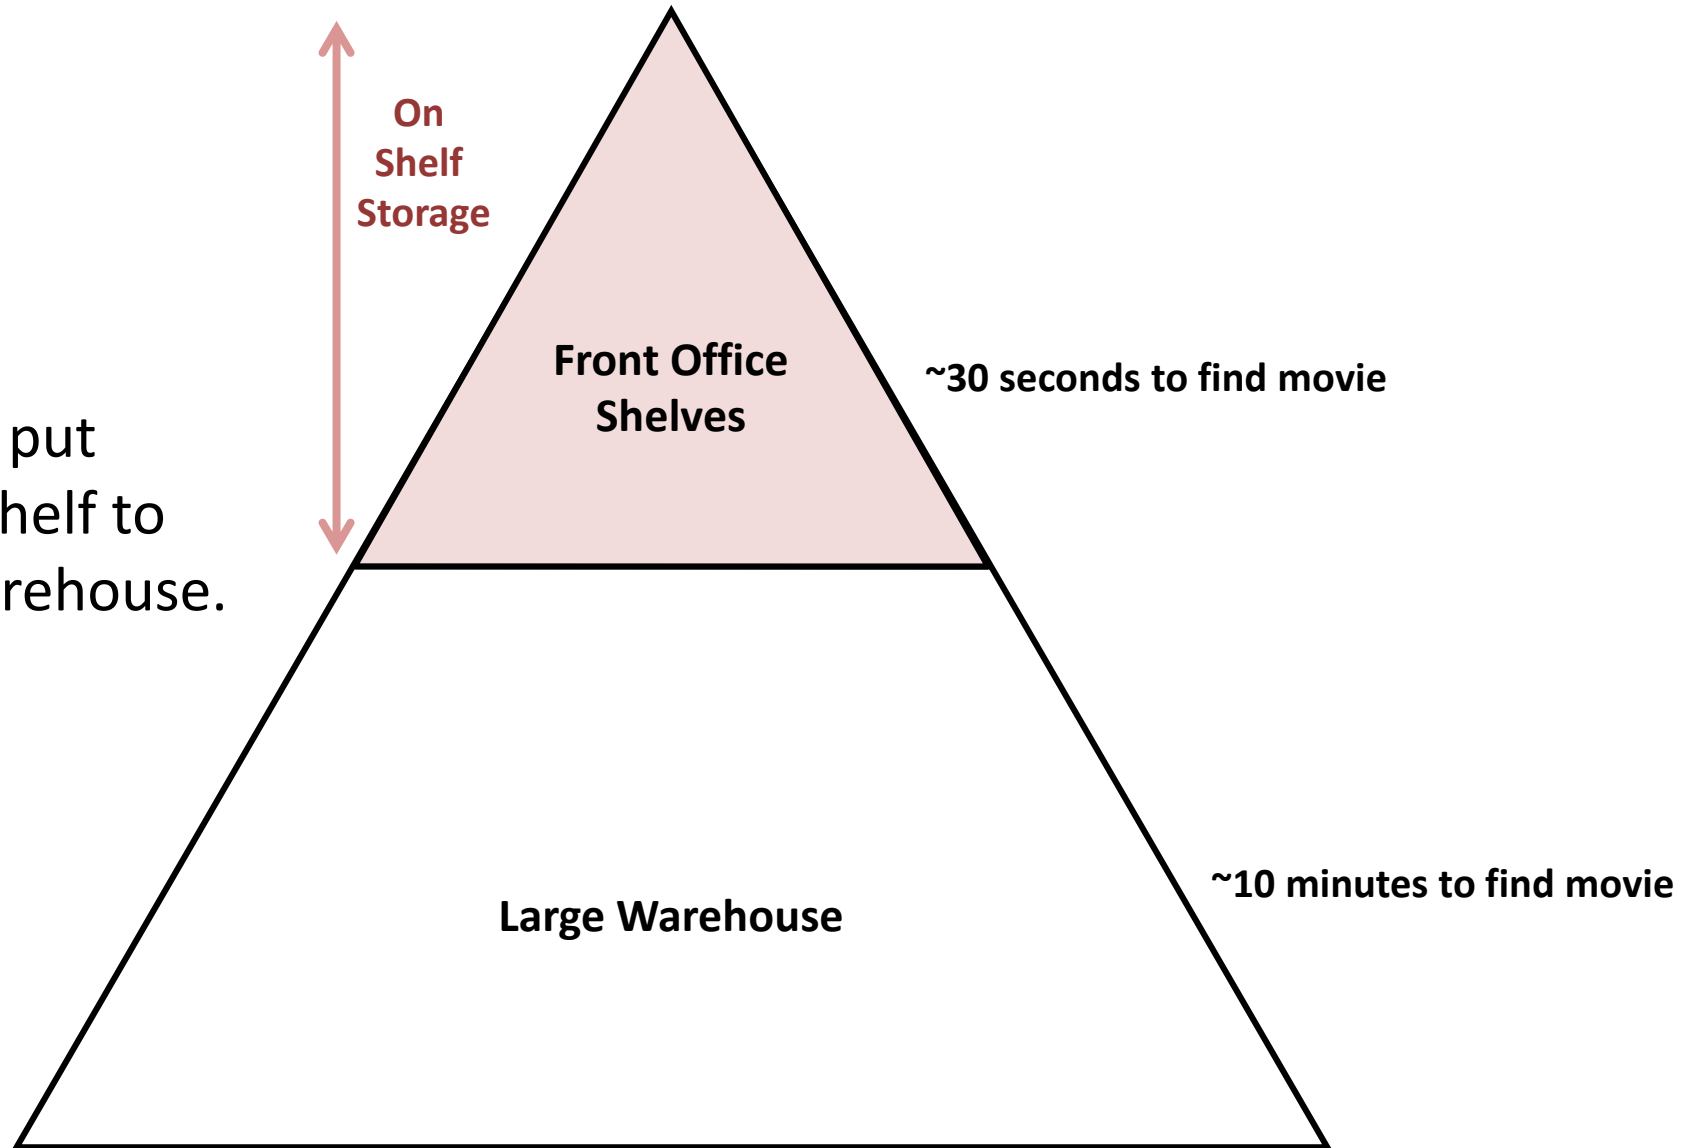 On
Shelf
Storage
Front Office
Shelves
~30 seconds to find movie
put
helf to
rehouse.
Large Warehouse
~10 minutes to find movie